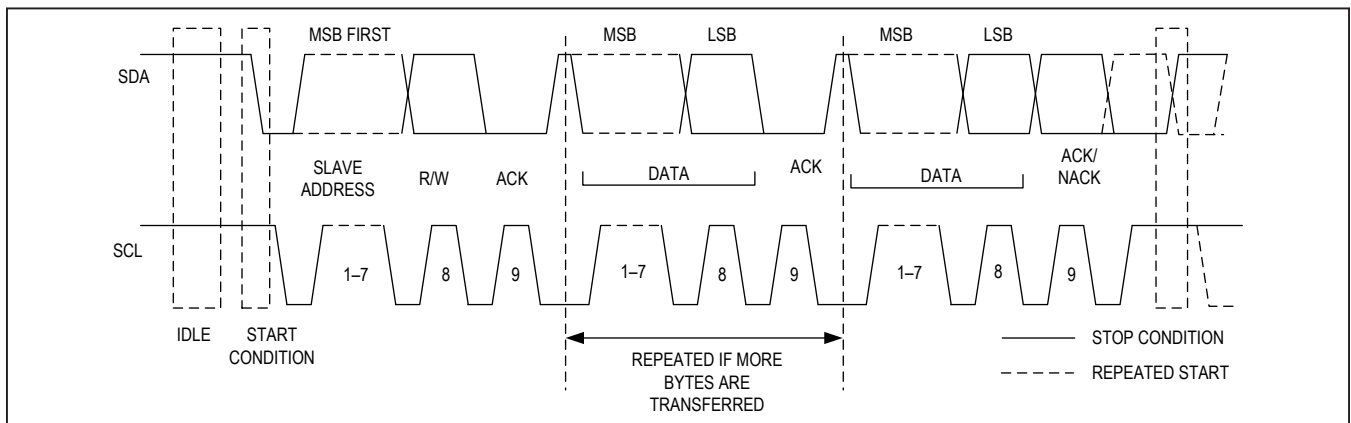 MSB FIRST
MSB
LSB
MSB
LSB
SDA
SLAVE
ADDRESS
R/W
ACK
DATA
ACK
DATA
ACK/
NACK
SCL
1–7
8
9
1–7
8
9
1–7
8
9
IDLE
START
CONDITION
REPEATED IF MORE
BYTES ARE
TRANSFERRED
STOP CONDITION
REPEATED START